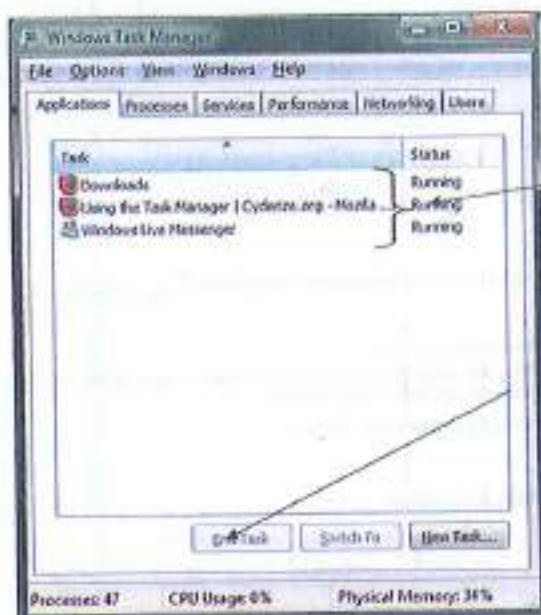 Windows Task Manager
File Options View Windows Help
Applications Processes Services Performance Networking Users
Task Status
Downloads Running
Using the Task Manager | Cyderize.org - Mozilla ... Running
Windows Live Messenger Running
End Task Switch To New Task...
Processes: 47 CPU Usage: 0% Physical Memory: 34%